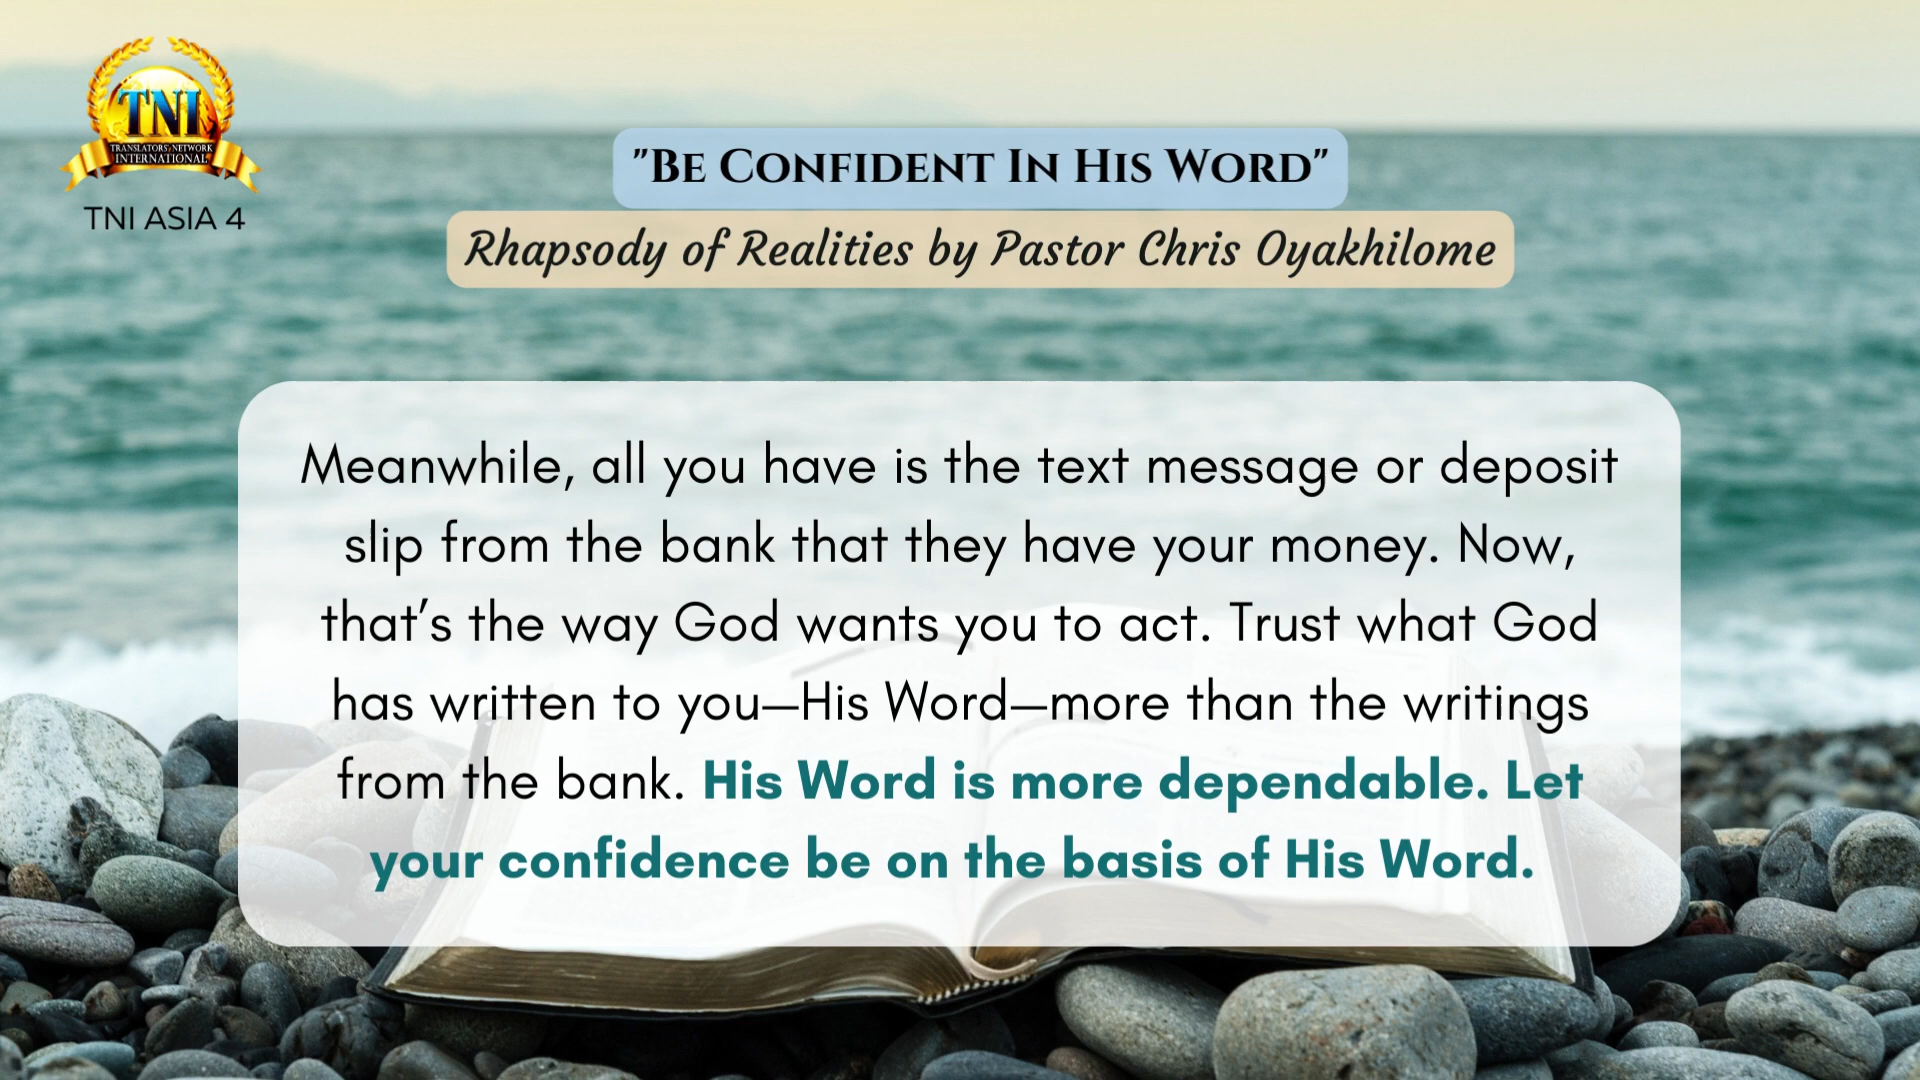 TNI
TRANSLATORS' NETWORK
INTERNATIONAL
TNI ASIA 4
"BE CONFIDENT IN HIS WORD"
Rhapsody of Realities by Pastor Chris Oyakhilome
Meanwhile, all you have is the text message or deposit
slip from the bank that they have your money. Now,
that's the way God wants you to act. Trust what God
has written to you—His Word—more than the writings
from the bank. His Word is more dependable. Let
your confidence be on the basis of His Word.